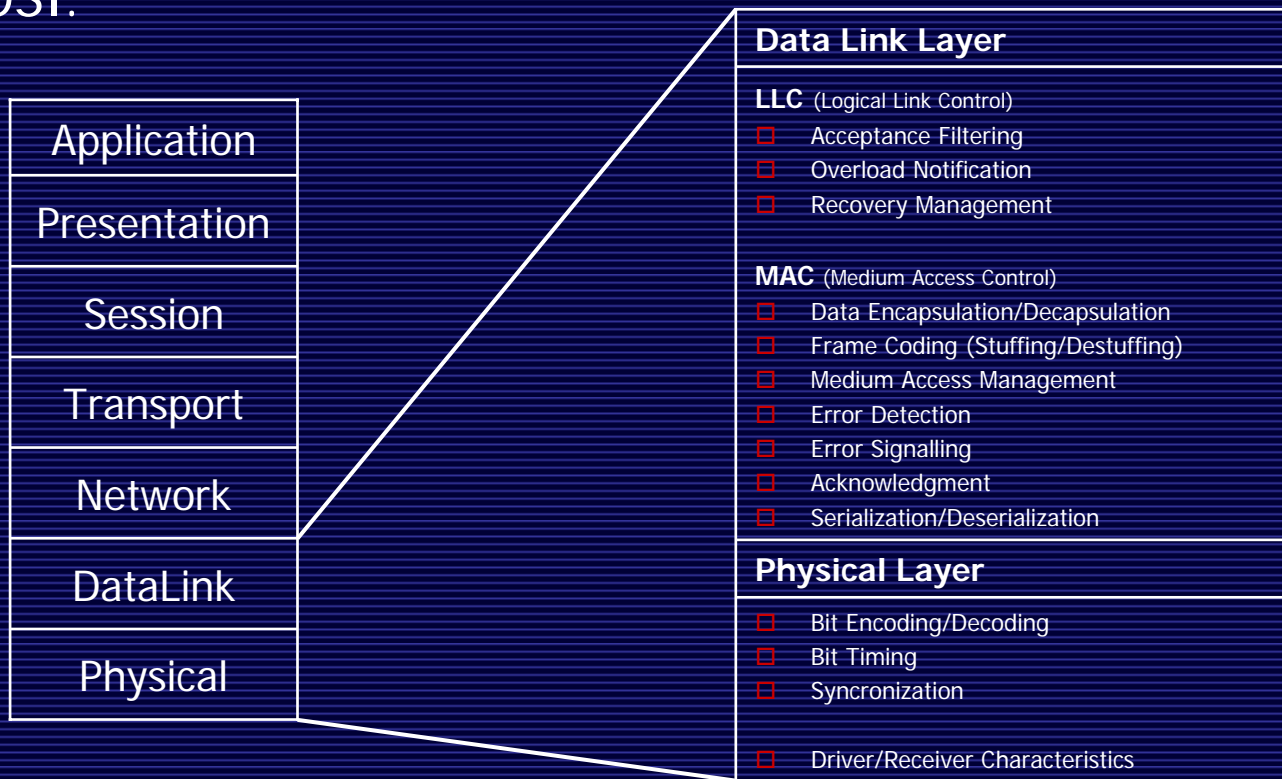 OSI.
Application
Presentation
Session
Transport
Network
DataLink
Physical
Data Link Layer
LLC (Logical Link Control)
Acceptance Filtering
Overload Notification
Recovery Management
MAC (Medium Access Control)
Data Encapsulation/Decapsulation
Frame Coding (Stuffing/Destuffing)
Medium Access Management
Error Detection
Error Signalling
Acknowledgment
Serialization/Deserialization
Physical Layer
Bit Encoding/Decoding
Bit Timing
Syncronization
Driver/Receiver Characteristics